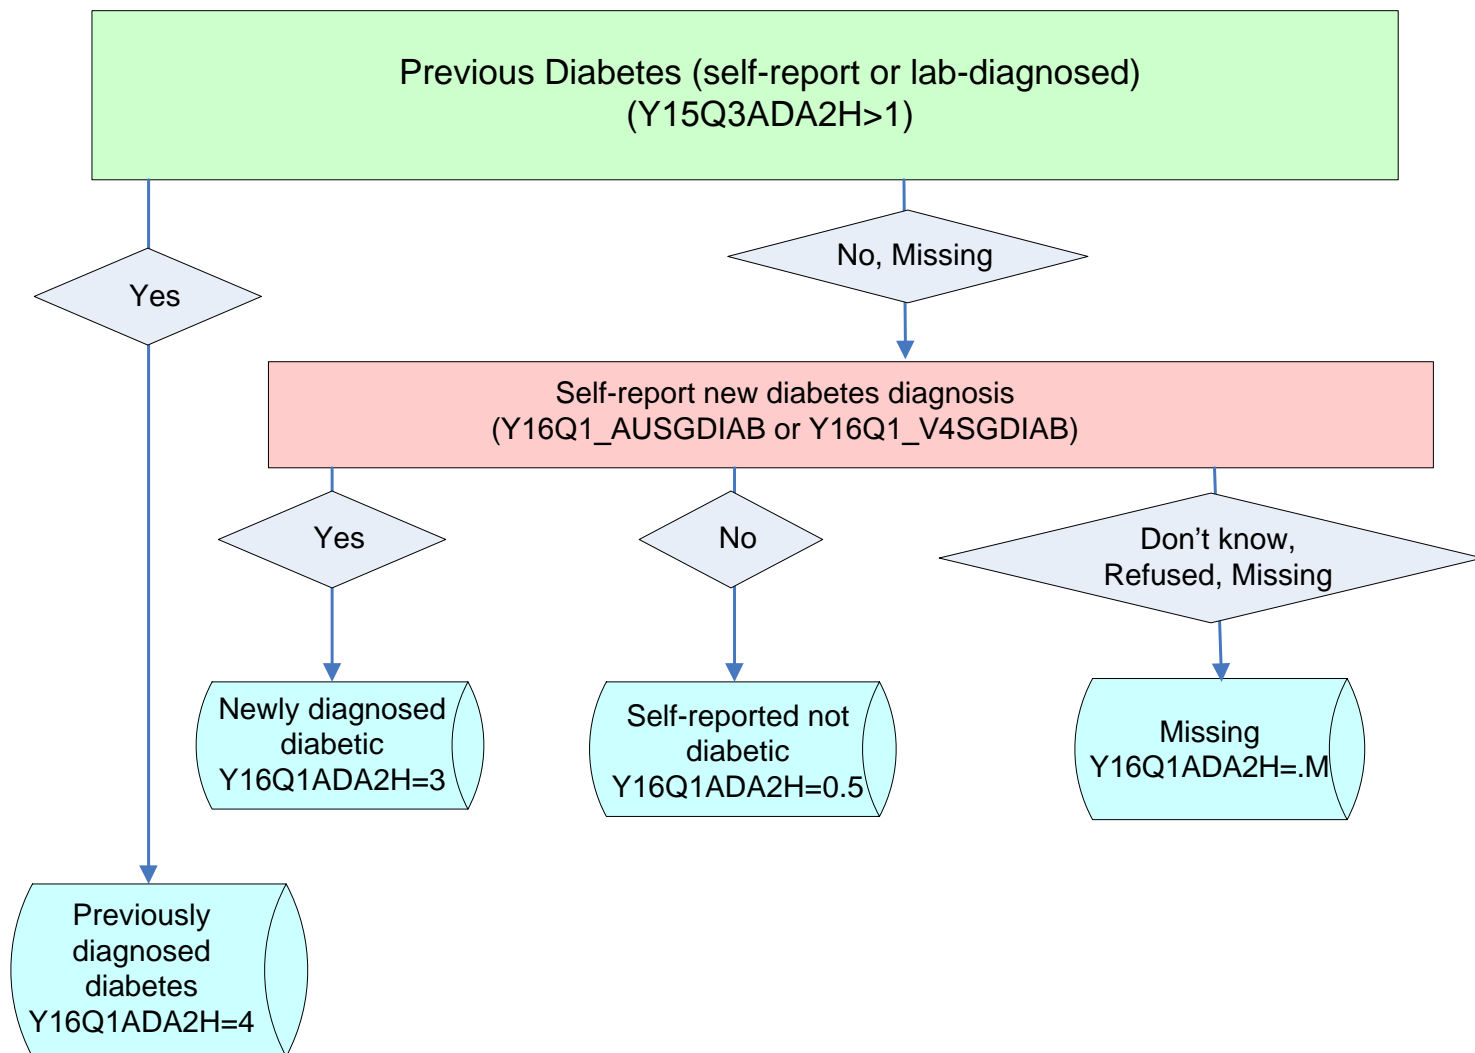 Previous Diabetes (self-report or lab-diagnosed)
(Y15Q3ADA2H>1)
Yes
No, Missing
Self-report new diabetes diagnosis
(Y16Q1_AUSGDIAB or Y16Q1_V4SGDIAB)
Yes
No
Don't know,
Refused, Missing
Newly diagnosed
diabetic
Y16Q1ADA2H=3
Self-reported not
diabetic
Y16Q1ADA2H=0.5
Missing
Y16Q1ADA2H=.M
Previously
diagnosed
diabetes
Y16Q1ADA2H=4